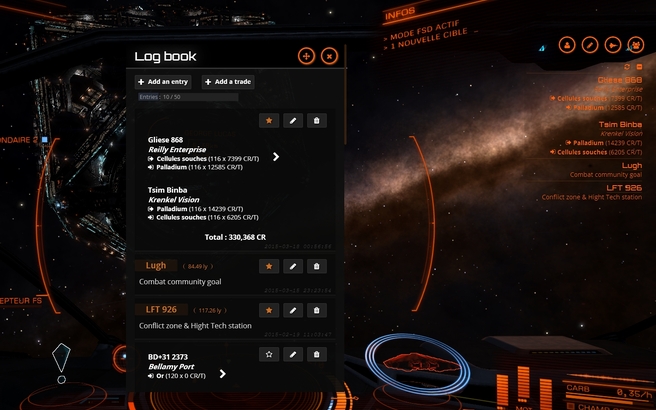 INFOS
> MODE FSD ACTIF
> 1 NOUVELLE CIBLE
Log book
+ Add an entry
+ Add a trade
Entries : 10 / 50
Gliese 868
Reilly Enterprise
Cellules souches (116 x 7399 CR/T)
Palladium (116 x 12585 CR/T)
Tsim Binba
Krenkel Vision
Palladium (116 x 14239 CR/T)
Cellules souches (116 x 6205 CR/T)
Total : 330,368 CR
Lugh ( 84.49 ly )
Combat community goal
LFT 926 ( 117.28 ly )
Conflict zone & Hight Tech station
BD+31 2373
Bellamy Port
Or (120 x 0 CR/T)
Gliese 868
Cellules souches (7399 CR/T)
Palladium (12585 CR/T)
Tsim Binba
Krenkel Vision
Palladium (14239 CR/T)
Cellules souches (6205 CR/T)
Lugh
Combat community goal
LFT 926
Conflict zone & Hight Tech station
ONDAIRE 2
EPTEUR FS
CARB